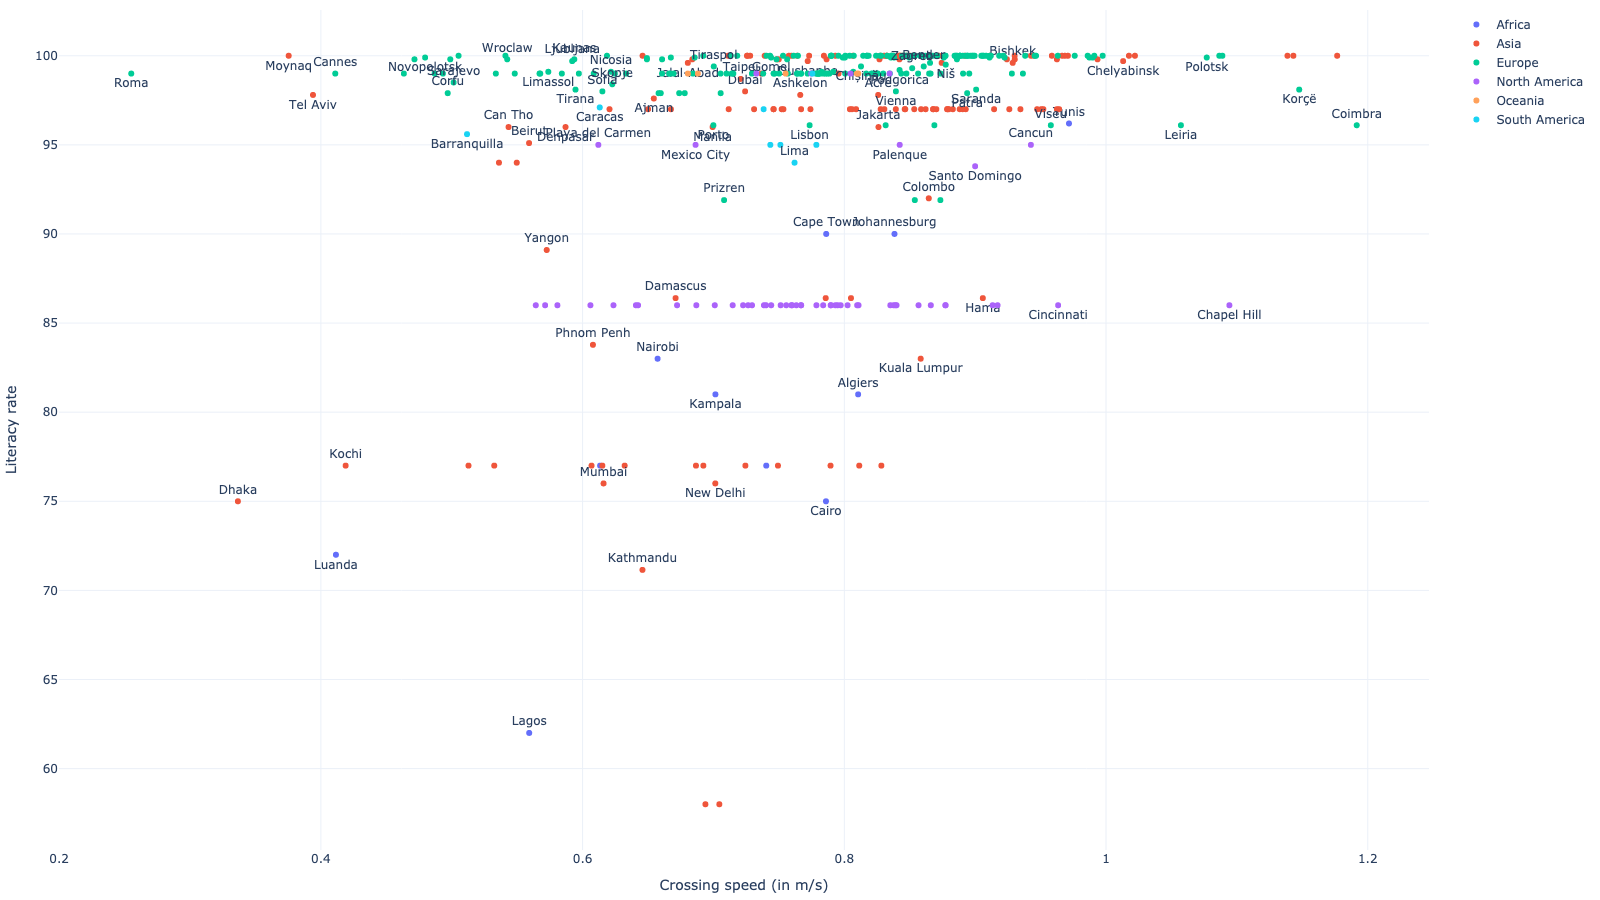 Africa
Asia
Europe
North America
Oceania
South America
Literacy rate
100
95
90
85
80
75
70
65
60
0.2
0.4
0.6
0.8
1
1.2
Crossing speed (in m/s)
Wroclaw
Kaunas
Ljubljana
Nicosia
Tiraspol
Zagreb
Bender
Bishkek
Moynaq
Cannes
Novopolotsk
Sarajevo
Skopje
Jalal-Abad
Taipei
Chelyabinsk
Polotsk
Roma
Corfu
Limassol
Sofia
Dubai
Ashkelon
Acre
Podgorica
Niš
Tel Aviv
Tirana
Ajman
Vienna
Saranda
Patra
Korçë
Can Tho
Caracas
Jakarta
Viseu
Tunis
Coimbra
Beirut
Denpasar
Playa del Carmen
Porto
Manila
Lisbon
Cancun
Leiria
Barranquilla
Mexico City
Lima
Palenque
Santo Domingo
Prizren
Colombo
Cape Town
Johannesburg
Yangon
Damascus
Hama
Cincinnati
Chapel Hill
Phnom Penh
Nairobi
Kuala Lumpur
Algiers
Kampala
Kochi
Mumbai
Dhaka
New Delhi
Cairo
Luanda
Kathmandu
Lagos